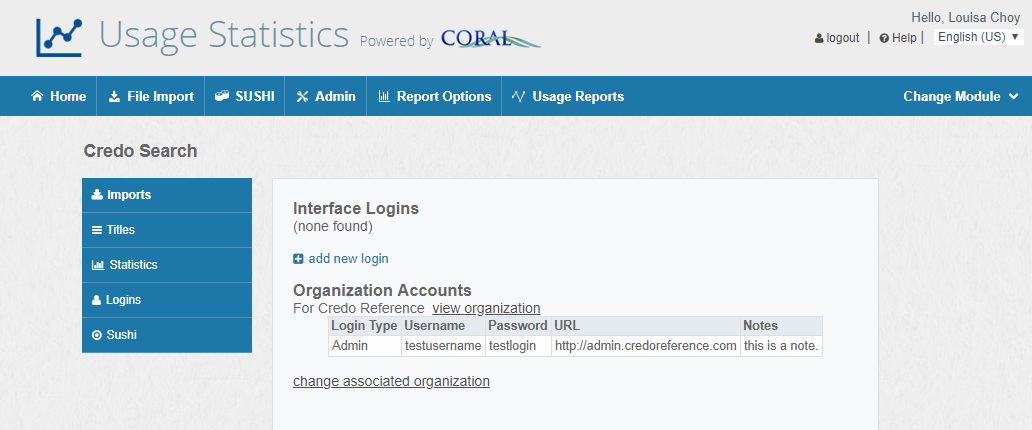 Hello, Louisa Choy
Usage Statistics Powered by CORAL
logout | Help | English (US)
Home File Import SUSHI Admin Report Options Usage Reports Change Module
Credo Search
Imports
Titles
Statistics
Logins
Sushi
Interface Logins
(none found)
add new login
Organization Accounts
For Credo Reference view organization
Login Type Username Password URL Notes
Admin testusername testlogin http://admin.credoreference.com this is a note.
change associated organization